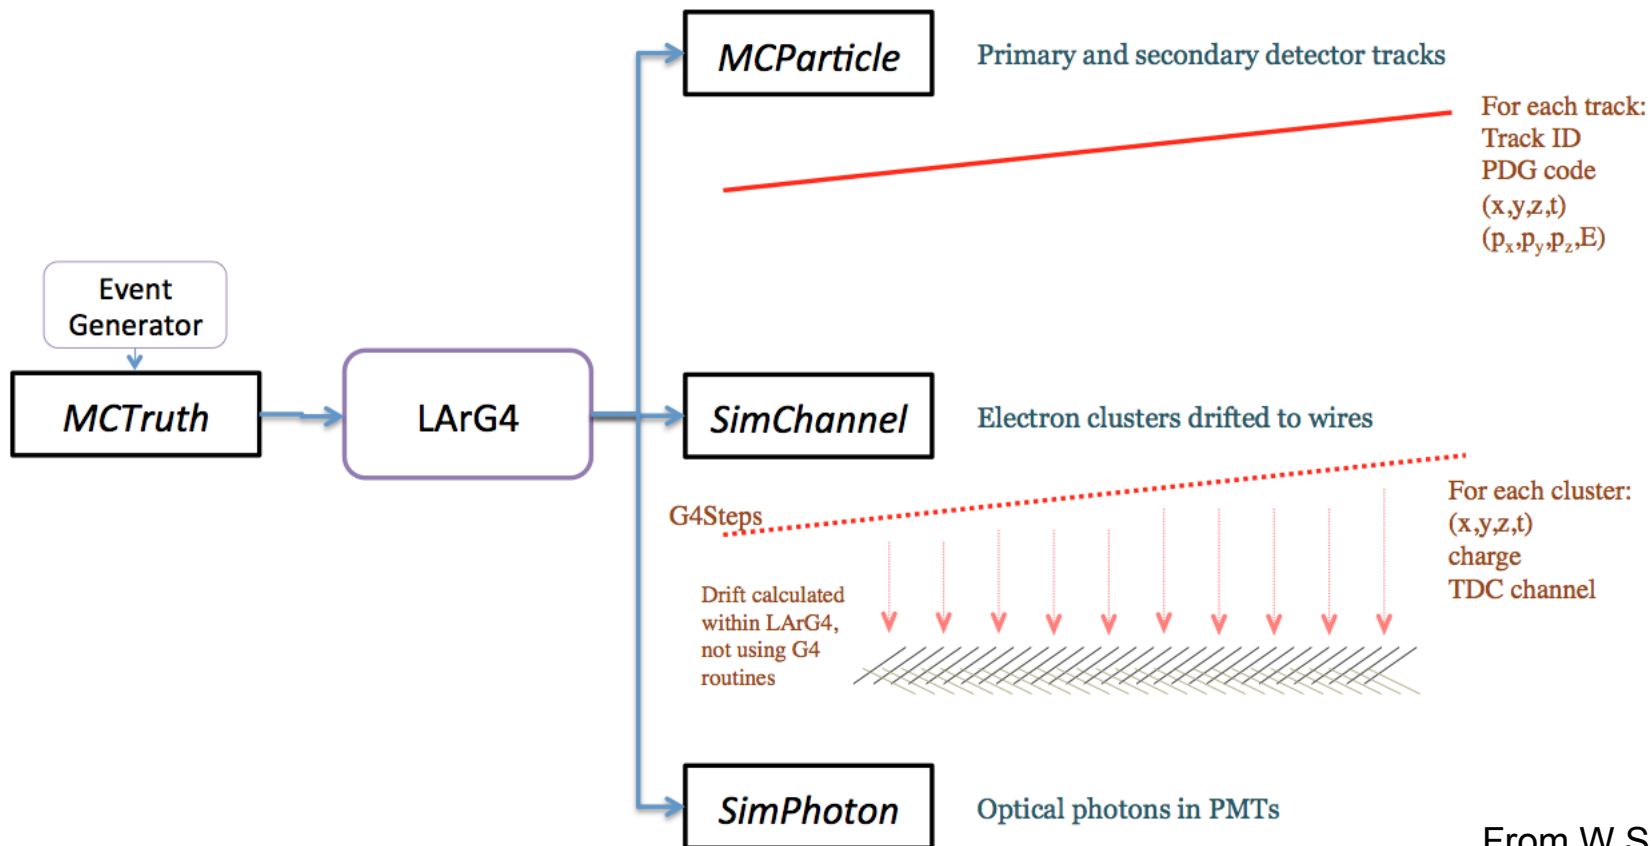 MCParticle
Primary and secondary detector tracks
For each track:
Track ID
PDG code
(x,y,z,t)
(px,py,pz,E)
Event
Generator
MCTruth
LArG4
SimChannel
Electron clusters drifted to wires
G4Steps
For each cluster:
(x,y,z,t)
charge
TDC channel
Drift calculated
within LArG4,
not using G4
routines
SimPhoton
Optical photons in PMTs
From W S